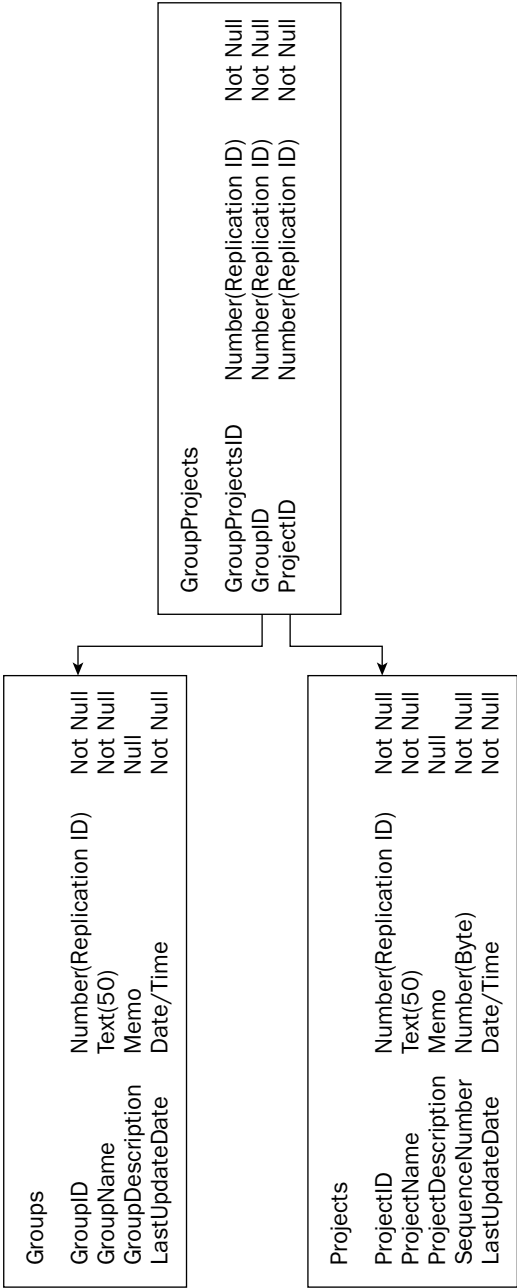 Groups
GroupID Number(Replication ID) Not Null
GroupName Text(50) Not Null
GroupDescription Memo Null
LastUpdateDate Date/Time Not Null
Projects
ProjectID Number(Replication ID) Not Null
ProjectName Text(50) Not Null
ProjectDescription Memo Null
SequenceNumber Number(Byte) Not Null
LastUpdateDate Date/Time Not Null
GroupProjects
GroupProjectsID Number(Replication ID) Not Null
GroupID Number(Replication ID) Not Null
ProjectID Number(Replication ID) Not Null